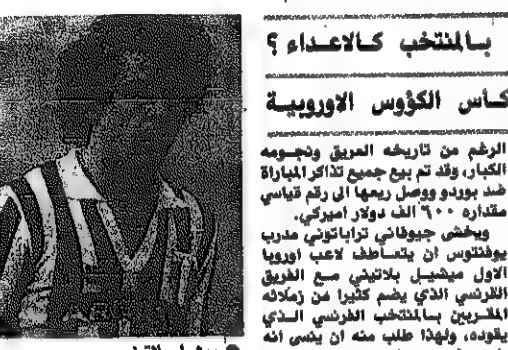 بالمنتخب كالاعداء ؟
كأس الكؤوس الاوروبية
الرغم من تاريخه العريق ونجومه
الكبار، وقد تم بيع جميع تذاكر المباراة
ضد بوردو ووصل ريعها الى رقم قياسي
مقداره ٩٠٠ الف دولار اميركي.
ويخشى جيوفاني تراباتوني مدرب
يوفنتوس ان يتعاطف لاعب اوروبا
الاول ميشيل بلاتيني مع الفريق
الفرنسي الذي يضم كثيرا من زملائه
المقربين بالمنتخب الفرنسي الذي
يقوده، ولهذا طلب منه ان ينسى انه